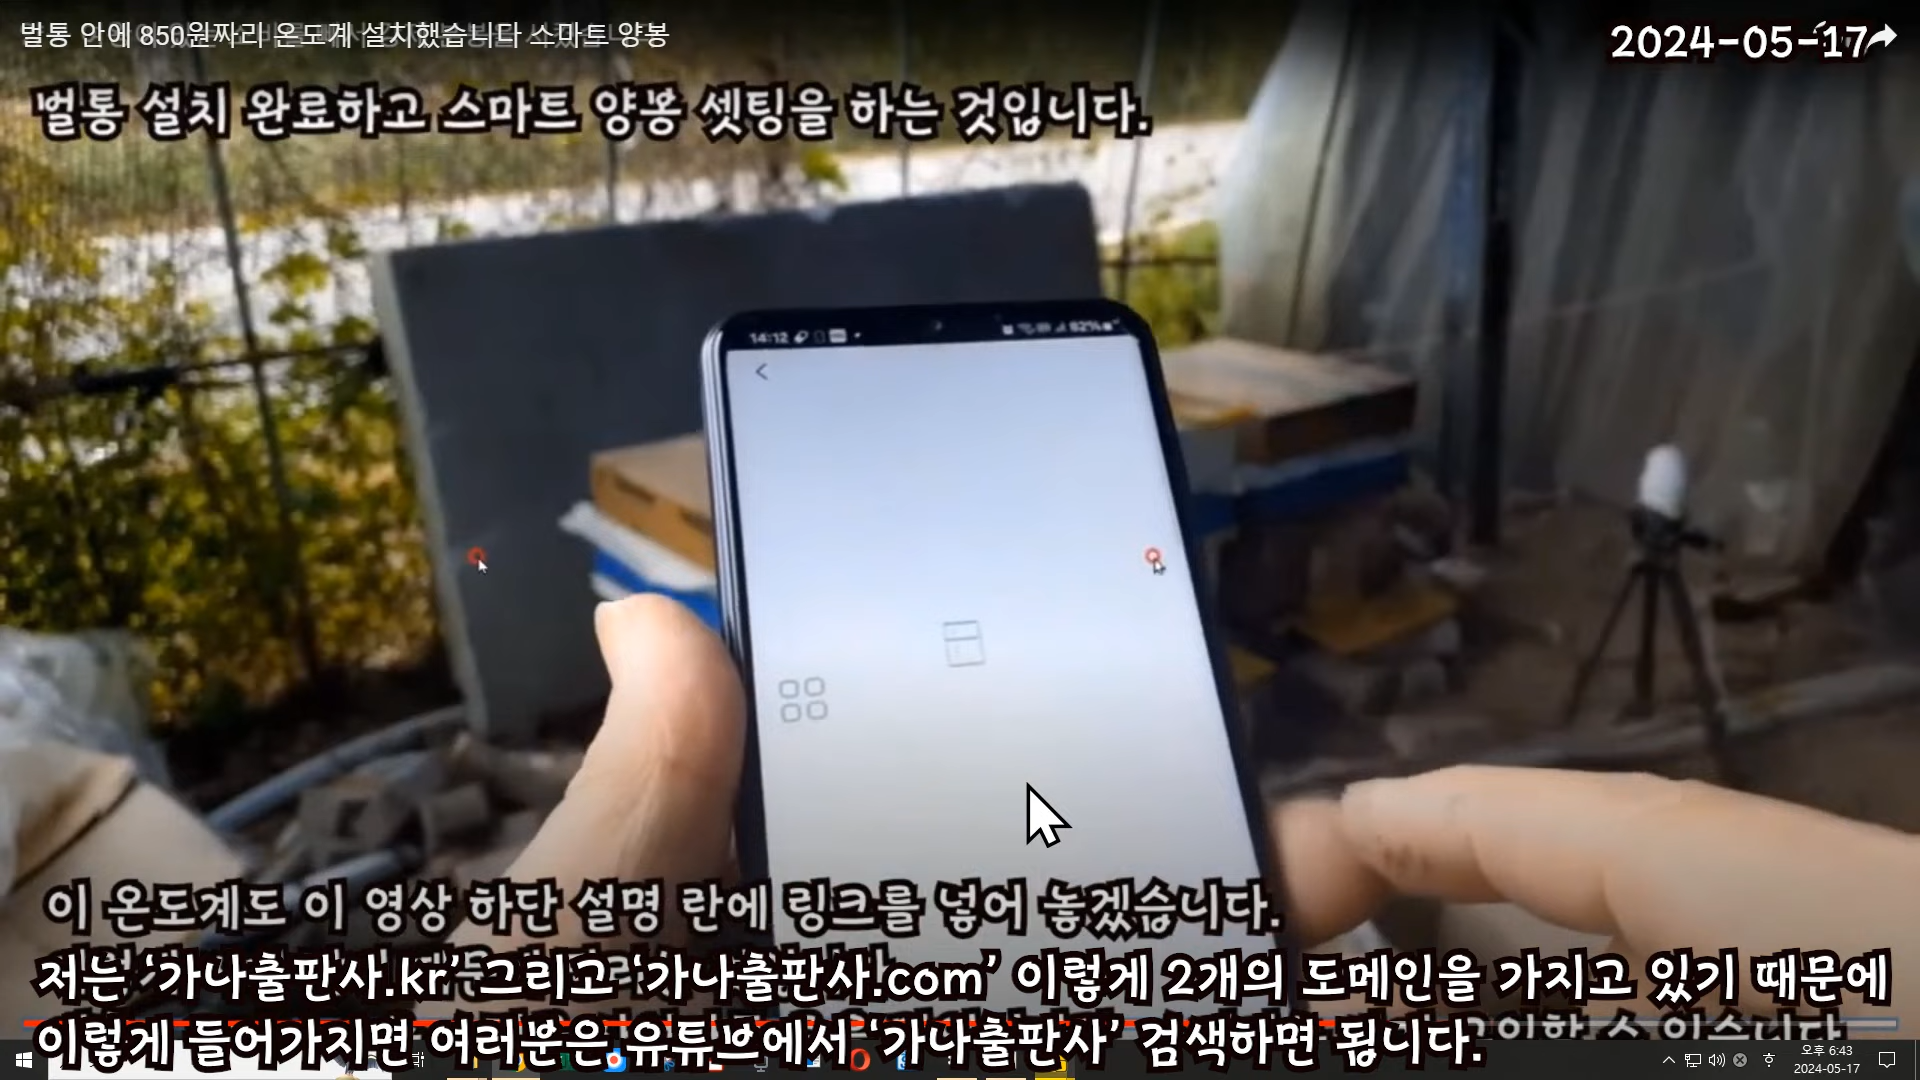 벌통 안에 850원짜리 온도계 설치했습니다 스마트 양봉
2024-05-17
벌통 설치 완료하고 스마트 양봉 셋팅을 하는 것입니다.
14:12
62%
이 온도계도 이 영상 하단 설명 란에 링크를 넣어 놓겠습니다.
저는 ‘가나출판사.kr’ 그리고 ‘가나출판사.com’ 이렇게 2개의 도메인을 가지고 있기 때문에
이렇게 들어가지면 여러분은 유튜브에서 ‘가나출판사’ 검색하면 됩니다.
오후 6:43
2024-05-17